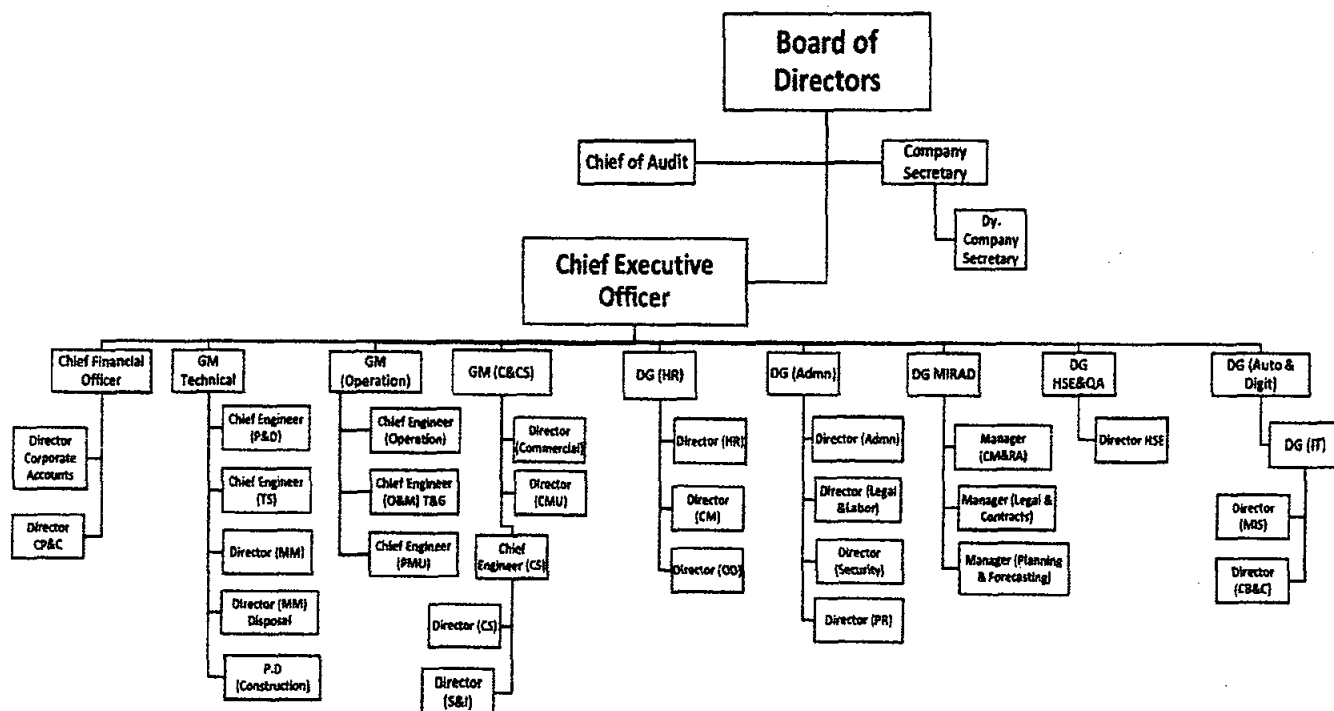 Board of
Directors
Chief of Audit
Company
Secretary
Dy.
Company
Secretary
Chief Executive
Officer
Chief Financial
Officer
GM
Technical
GM
(Operation)
GM (C&CS)
DG (HR)
DG (Admn)
DG MIRAD
DG
HSE&QA
DG (Auto &
Digit)
Director
Corporate
Accounts
Director
CP&C
Chief Engineer
(P&D)
Chief Engineer
(TS)
Director (MM)
Director (MM)
Disposal
P.D
(Construction)
Chief Engineer
(Operation)
Chief Engineer
(O&M) T&G
Chief Engineer
(PMU)
Director
(Commercial)
Director
(CMU)
Chief
Engineer (CS)
Director (CS)
Director
(S&I)
Director (HR)
Director
(CM)
Director (OD)
Director (Admn)
Director (Legal
&Labor)
Director
(Security)
Director (PR)
Manager
(CM&RA)
Manager (Legal &
Contracts)
Manager (Planning
& Forecasting)
Director HSE
DG (IT)
Director
(MIS)
Director
(CB&C)